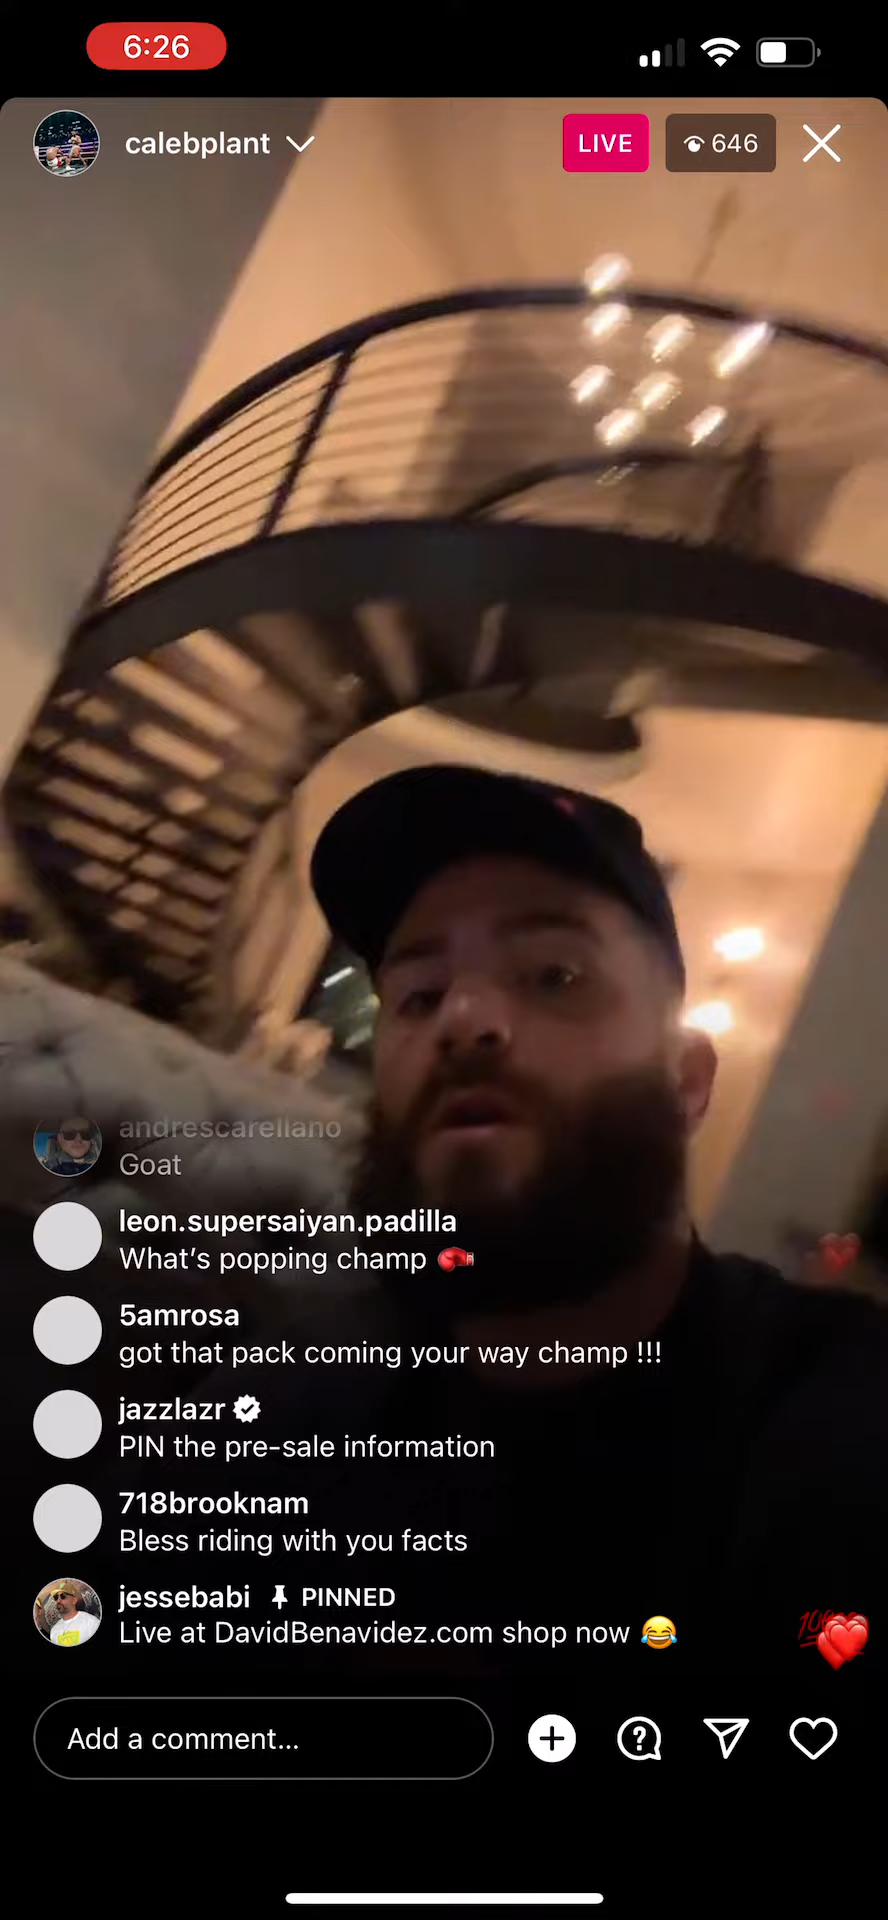 6:26
calebplant
LIVE
646
andrescarellano
Goat
leon.supersaiyan.padilla
What's popping champ 🥊
5amrosa
got that pack coming your way champ !!!
jazzlazr
PIN the pre-sale information
718brooknam
Bless riding with you facts
jessebabi PINNED
Live at DavidBenavidez.com shop now 😂
💯❤️
Add a comment...